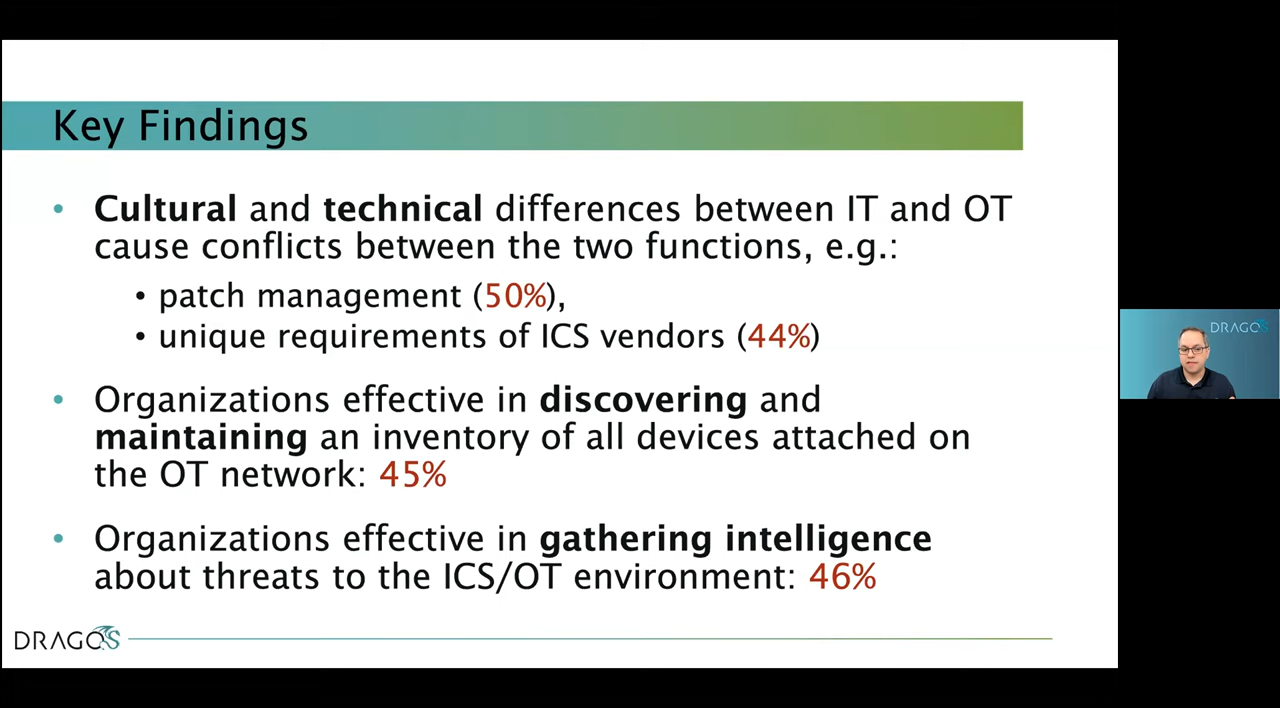 Key Findings
• Cultural and technical differences between IT and OT
cause conflicts between the two functions, e.g.:
• patch management (50%),
• unique requirements of ICS vendors (44%)
• Organizations effective in discovering and
maintaining an inventory of all devices attached on
the OT network: 45%
• Organizations effective in gathering intelligence
about threats to the ICS/OT environment: 46%
DRAGOS
DRAGOS